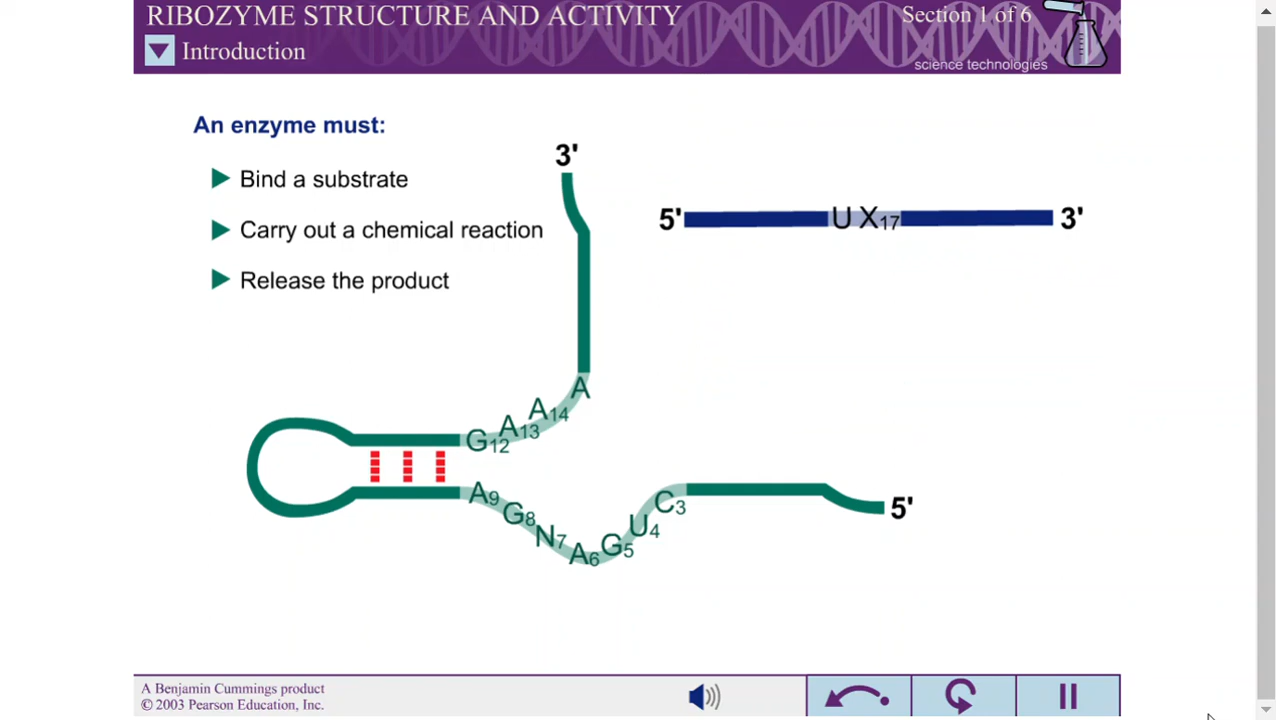 RIBOZYME STRUCTURE AND ACTIVITY
Section 1 of 6
Introduction
science technologies
An enzyme must:
Bind a substrate
Carry out a chemical reaction
Release the product
3'
5' U X17 3'
A
A14
A13
G12
A9
G8
N7
A6
G5
U4
C3
5'
A Benjamin Cummings product
© 2003 Pearson Education, Inc.